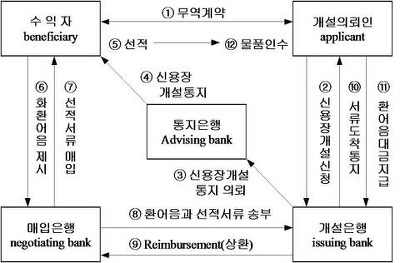 ① 무역계약
수 익 자
beneficiary
개설의뢰인
applicant
⑤ 선적
⑫ 물품인수
④ 신용장
개설통지
⑥ 화환어음 제시
⑦ 선적서류 매입
통지은행
Advising bank
② 신용장개설신청
⑩ 서류도착통지
⑪ 환어음대금지급
③ 신용장개설
통지 의뢰
매입은행
negotiating bank
⑧ 환어음과 선적서류 송부
개설은행
issuing bank
⑨ Reimbursement(상환)